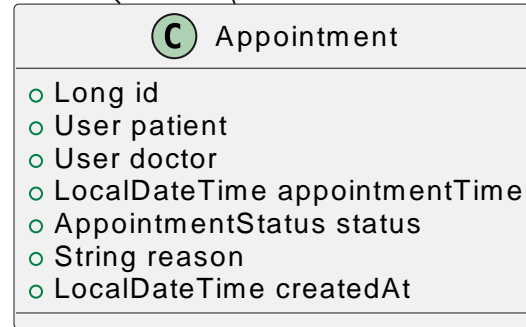 C Appointment
Long id
User patient
User doctor
LocalDateTime appointmentTime
AppointmentStatus status
String reason
LocalDateTime createdAt